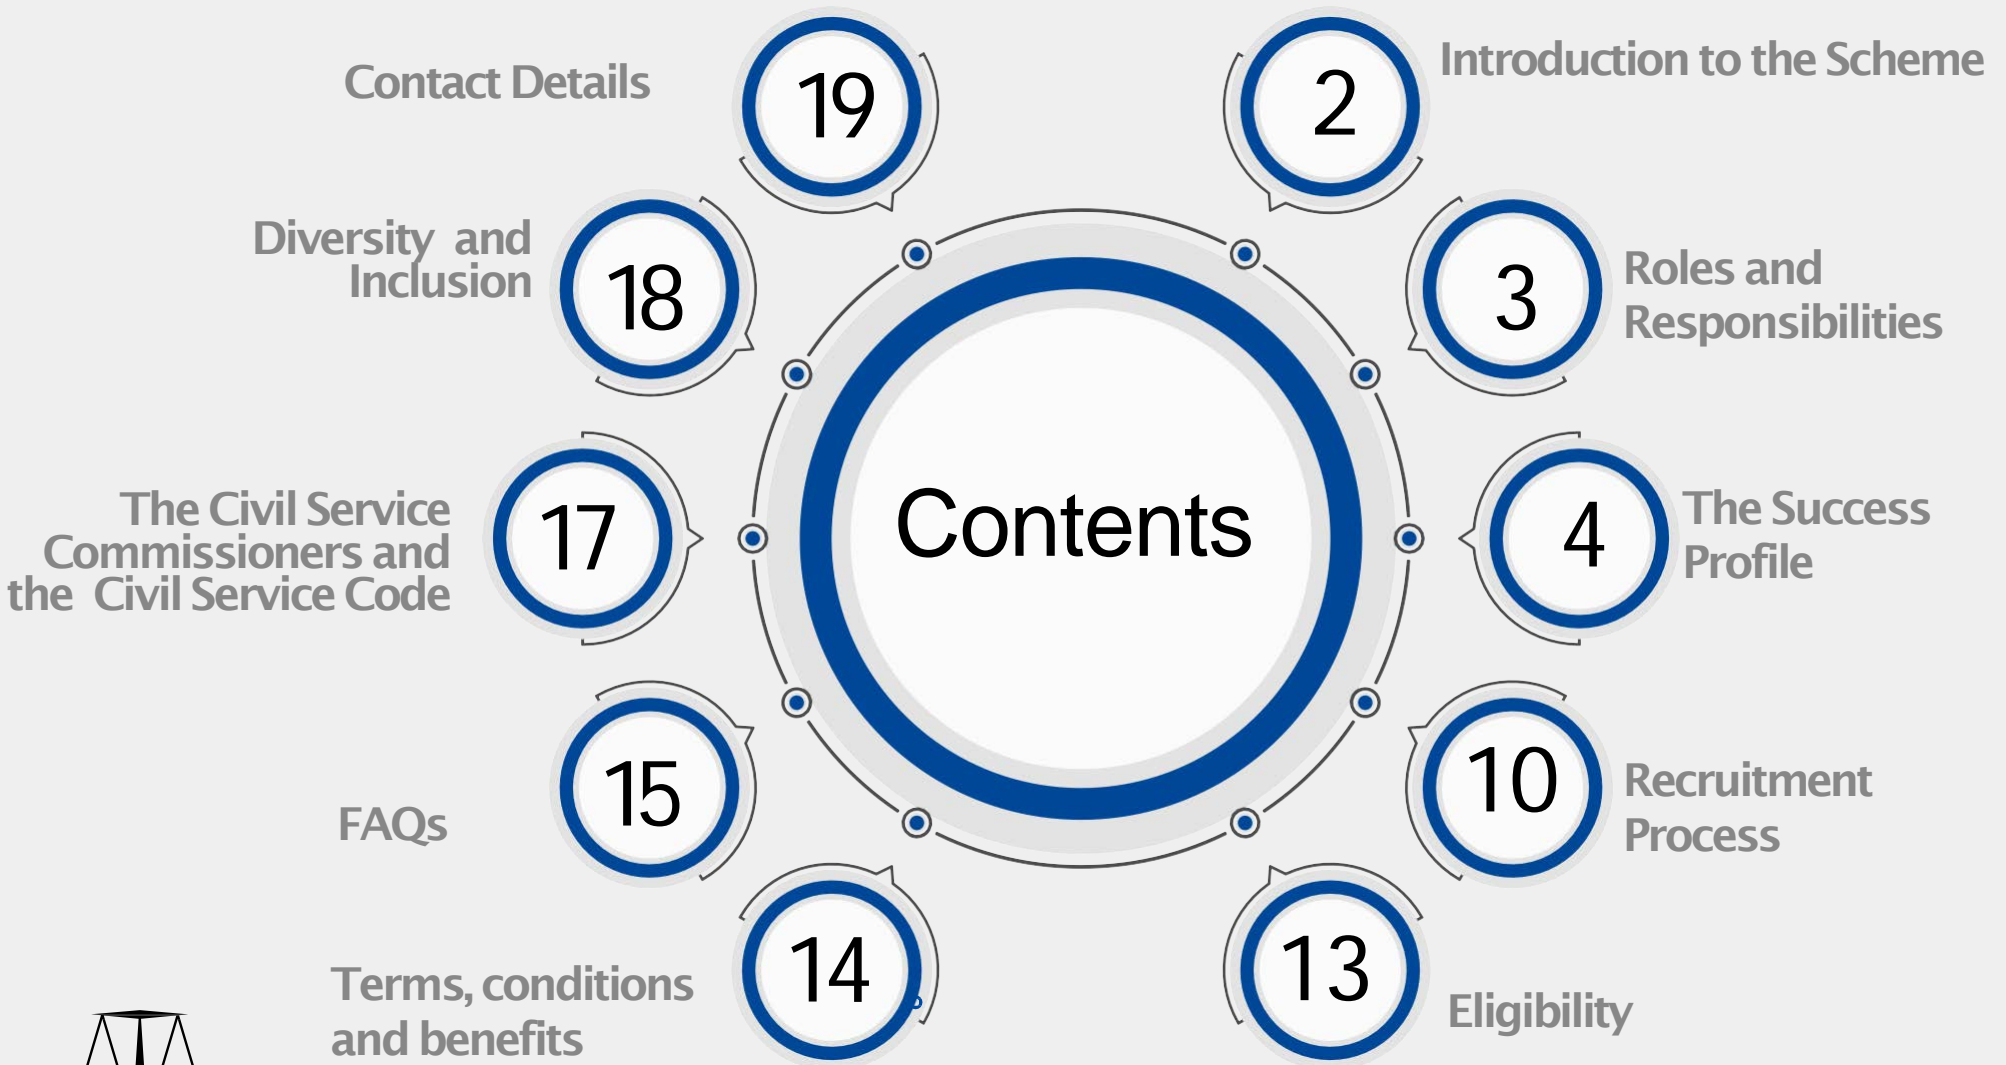 Contents
2
Introduction to the Scheme
3
Roles and
Responsibilities
4
The Success
Profile
10
Recruitment
Process
13
Eligibility
14
Terms, conditions
and benefits
15
FAQs
17
The Civil Service
Commissioners and
the Civil Service Code
18
Diversity and
Inclusion
19
Contact Details